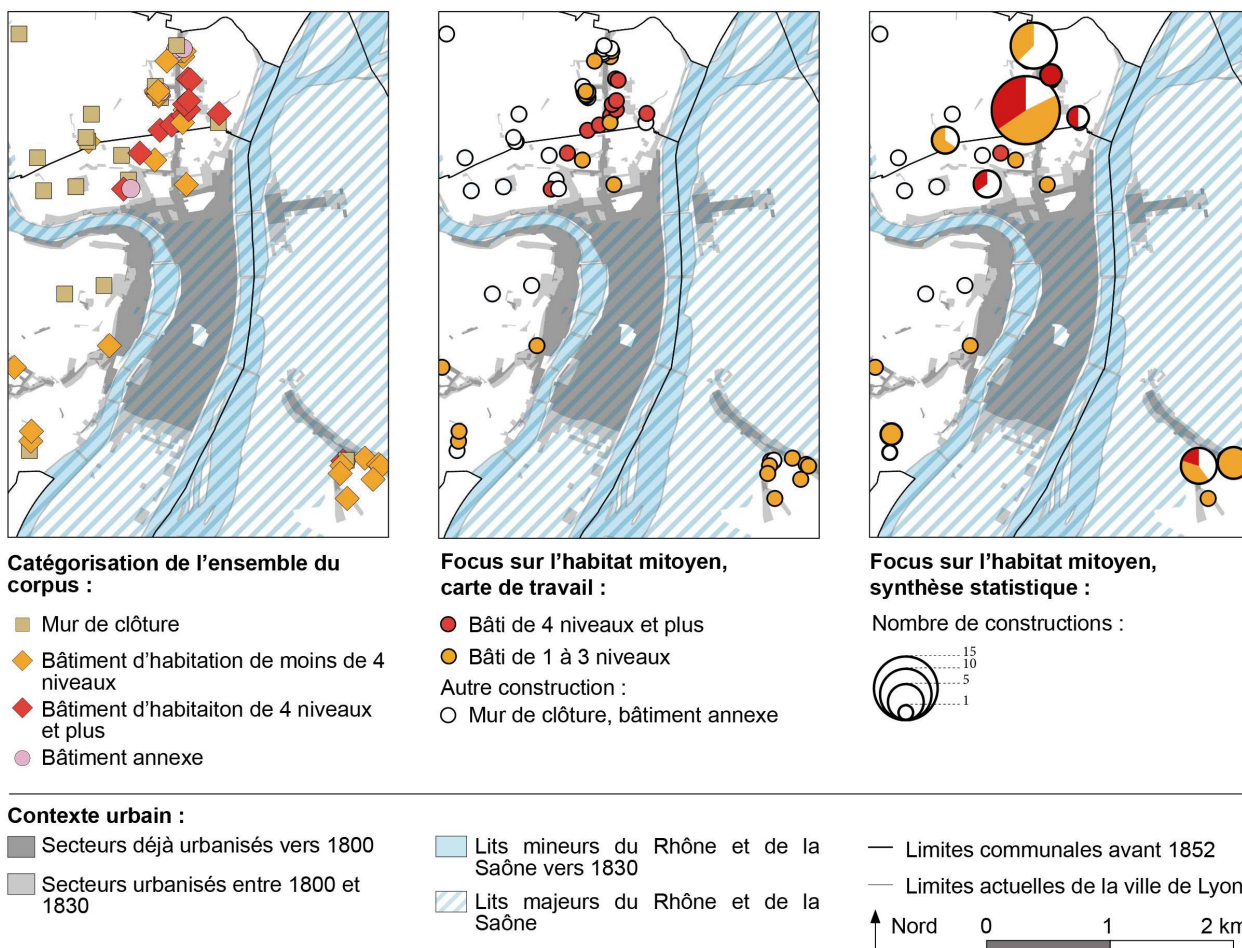 Catégorisation de l'ensemble du
corpus :
Mur de clôture
Bâtiment d'habitation de moins de 4
niveaux
Bâtiment d'habitaiton de 4 niveaux
et plus
Bâtiment annexe
Focus sur l'habitat mitoyen,
carte de travail :
Bâti de 4 niveaux et plus
Bâti de 1 à 3 niveaux
Autre construction :
Mur de clôture, bâtiment annexe
Focus sur l'habitat mitoyen,
synthèse statistique :
Nombre de constructions :
15
10
5
1
Contexte urbain :
Secteurs déjà urbanisés vers 1800
Secteurs urbanisés entre 1800 et
1830
Lits mineurs du Rhône et de la
Saône vers 1830
Lits majeurs du Rhône et de la
Saône
Limites communales avant 1852
Limites actuelles de la ville de Lyon
Nord 0 1 2 km